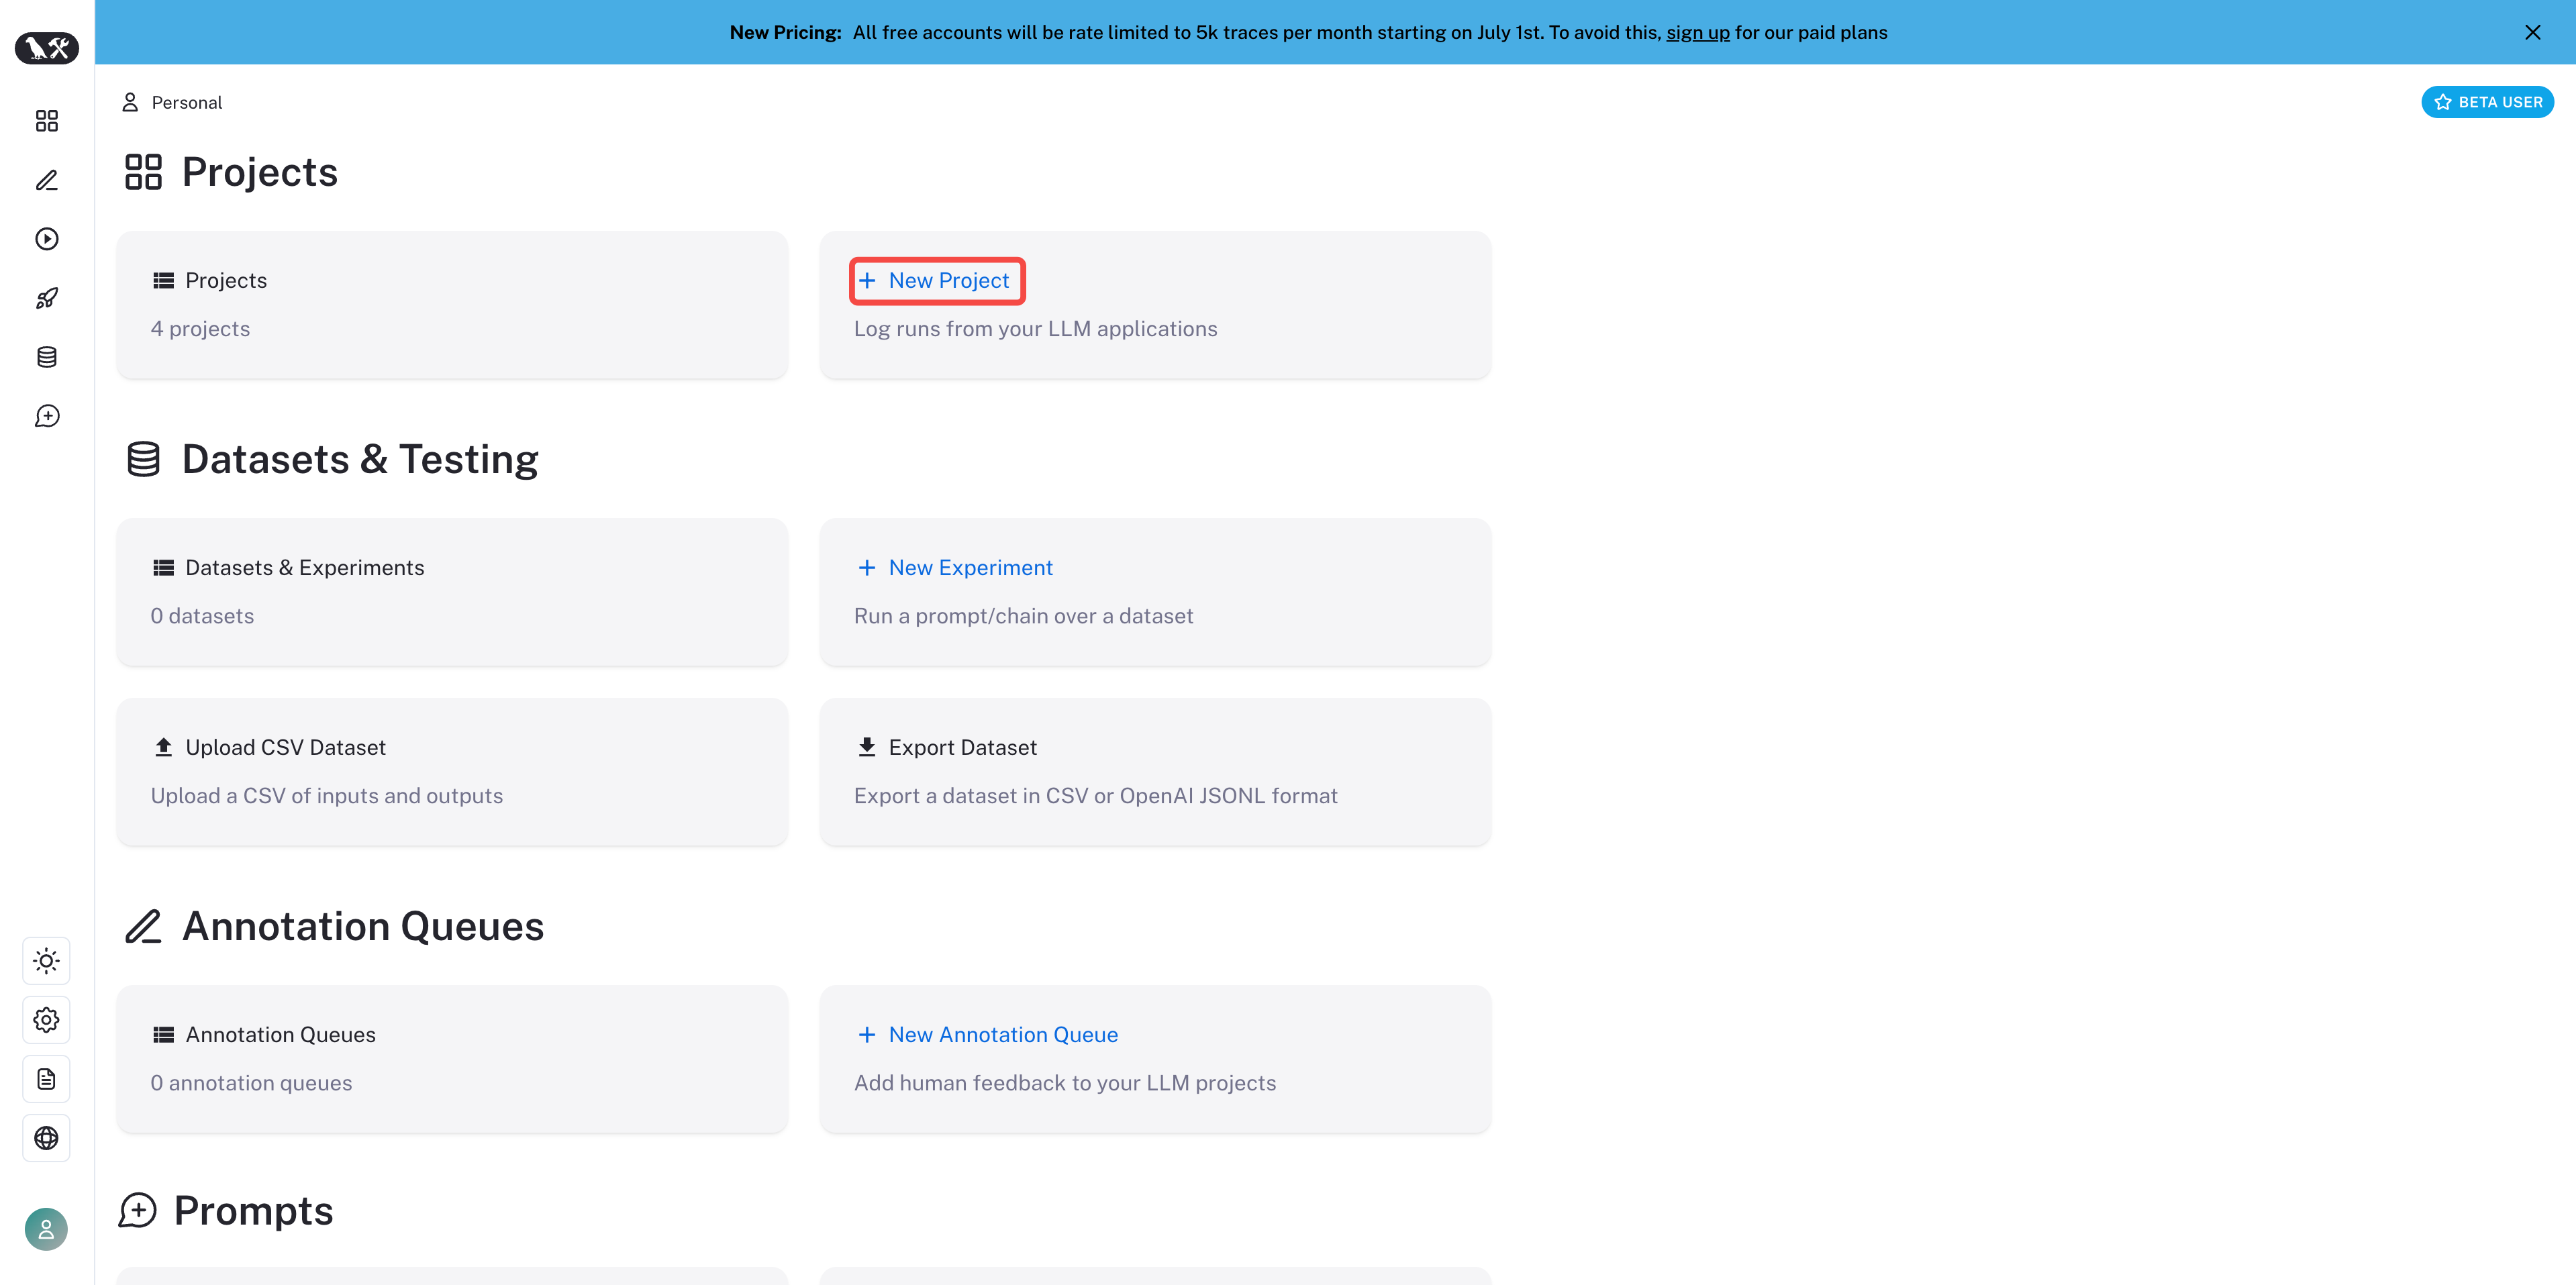 New Pricing: All free accounts will be rate limited to 5k traces per month starting on July 1st. To avoid this, sign up for our paid plans
Personal
BETA USER
Projects
Projects
4 projects
+ New Project
Log runs from your LLM applications
Datasets & Testing
Datasets & Experiments
0 datasets
+ New Experiment
Run a prompt/chain over a dataset
Upload CSV Dataset
Upload a CSV of inputs and outputs
Export Dataset
Export a dataset in CSV or OpenAI JSONL format
Annotation Queues
Annotation Queues
0 annotation queues
+ New Annotation Queue
Add human feedback to your LLM projects
Prompts